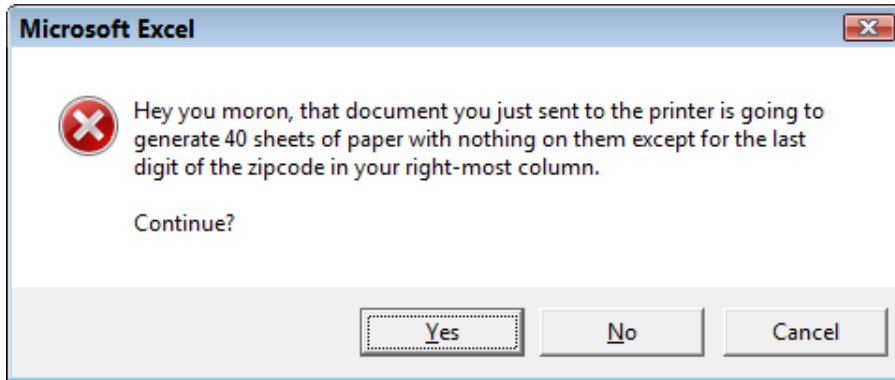 Microsoft Excel
Hey you moron, that document you just sent to the printer is going to
generate 40 sheets of paper with nothing on them except for the last
digit of the zipcode in your right-most column.
Continue?
Yes
No
Cancel